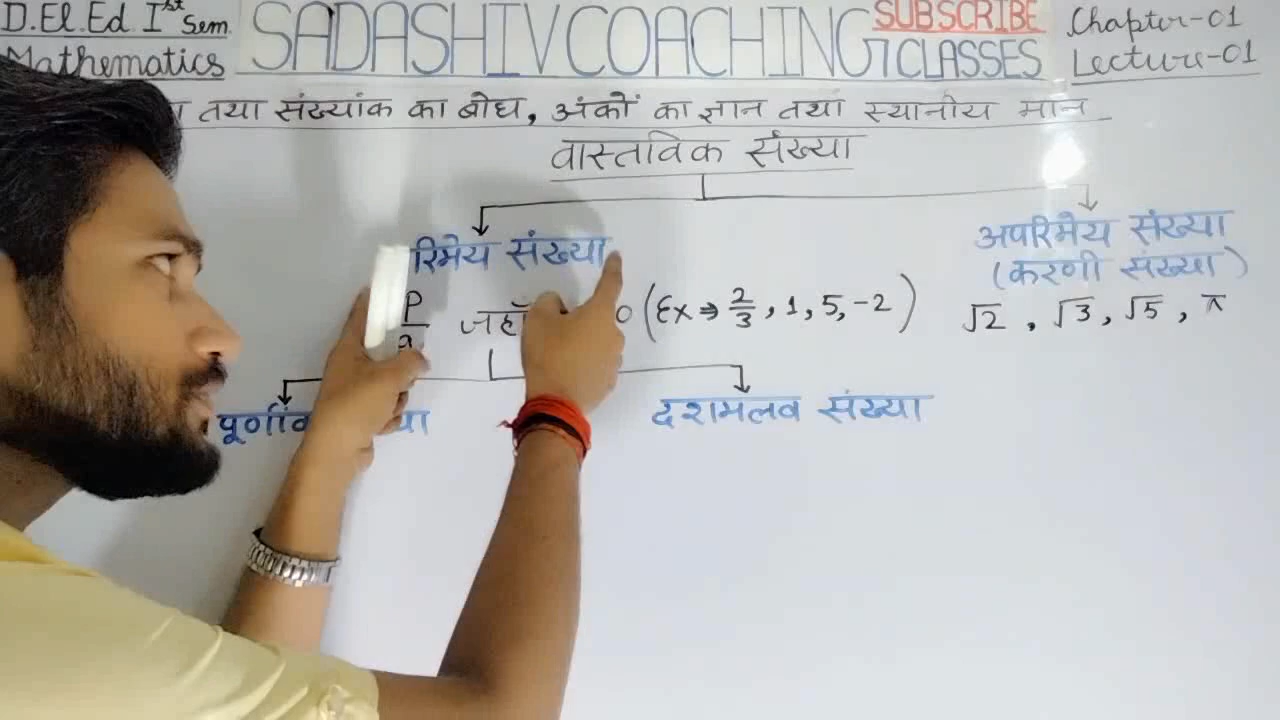 D.El.Ed. Ist Sem.
Mathematics
SADASHIV COACHING CLASSES
SUBSCRIBE
Chapter-01
Lecture-01
तथा संख्यांक का बोध, अंकों का ज्ञान तथा स्थानीय मान
वास्तविक संख्या
रिमेय संख्या
अपरिमेय संख्या
(करणी संख्या)
P/q जहाँ 0 (Ex ⇒ 2/3, 1, 5, -2)
√2, √3, √5, π
पूर्णांक
दशमलव संख्या